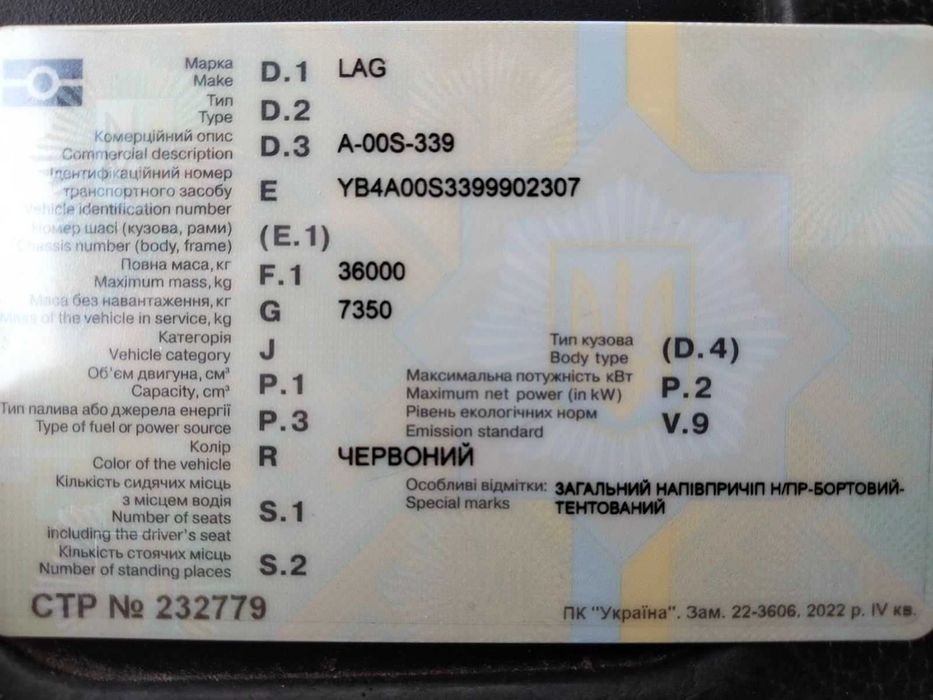 Марка
Make D.1 LAG
Тип
Type D.2
Комерційний опис
Commercial description D.3 A-00S-339
Ідентифікаційний номер
транспортного засобу
Vehicle identification number E YB4A00S3399902307
Номер шасі (кузова, рами)
Chassis number (body, frame) (E.1)
Повна маса, кг
Maximum mass, kg F.1 36000
Маса без навантаження, кг
Mass of the vehicle in service, kg G 7350
Категорія
Vehicle category J
Тип кузова
Body type (D.4)
Об'єм двигуна, см³
Capacity, cm³ P.1
Максимальна потужність кВт
Maximum net power (in kW) P.2
Тип палива або джерела енергії
Type of fuel or power source P.3
Рівень екологічних норм
Emission standard V.9
Колір
Color of the vehicle R ЧЕРВОНИЙ
Кількість сидячих місць
з місцем водія
Number of seats
including the driver's seat S.1
Особливі відмітки: ЗАГАЛЬНИЙ НАПІВПРИЧІП Н/ПР-БОРТОВИЙ-
Special marks ТЕНТОВАНИЙ
Кількість стоячих місць
Number of standing places S.2
СТР № 232779
ПК "Україна". Зам. 22-3606. 2022 р. IV кв.